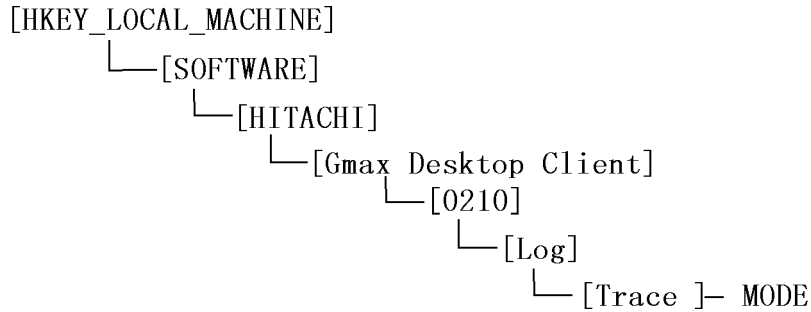 [HKEY_LOCAL_MACHINE]
[SOFTWARE]
[HITACHI]
[Gmax Desktop Client]
[0210]
[Log]
[Trace ]— MODE